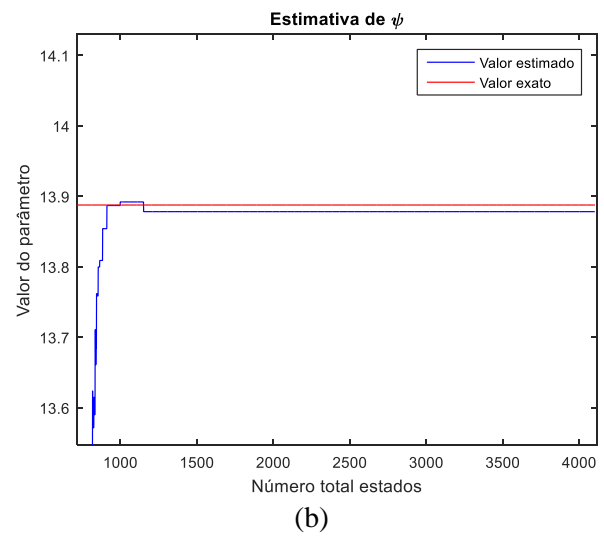 Estimativa de ψ
14.1
14
13.9
13.8
13.7
13.6
Valor do parâmetro
Valor estimado
Valor exato
1000 1500 2000 2500 3000 3500 4000
Número total estados
(b)